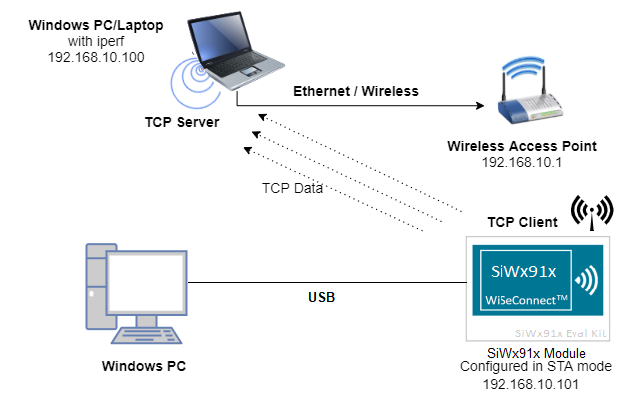 Windows PC/Laptop
with iperf
192.168.10.100
TCP Server
Ethernet / Wireless
Wireless Access Point
192.168.10.1
TCP Data
TCP Client
SiWx91x
WiSeConnect™
SiWx91x Eval Kit
USB
Windows PC
SiWx91x Module
Configured in STA mode
192.168.10.101